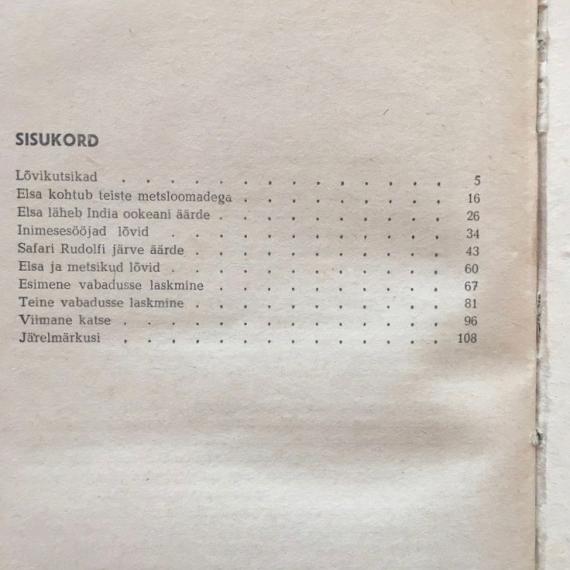 SISUKORD
Lõvikutsikad . . . . . . . . . . . . . . 5
Elsa kohtub teiste metsloomadega . . . . . . . . . 16
Elsa läheb India ookeani äärde . . . . . . . . . . 26
Inimesesööjad lõvid . . . . . . . . . . . . 34
Safari Rudolfi järve äärde . . . . . . . . . . . 43
Elsa ja metsikud lõvid . . . . . . . . . . . . 60
Esimene vabadusse laskmine . . . . . . . . . . . 67
Teine vabadusse laskmine . . . . . . . . . . . 81
Viimane katse . . . . . . . . . . . . . . 96
Järelmärkusi . . . . . . . . . . . . . . 108